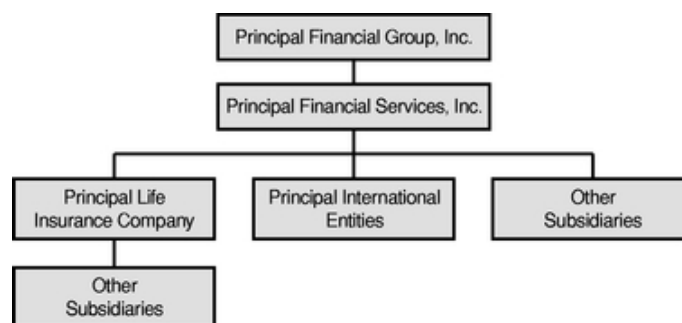 Principal Financial Group, Inc.
Principal Financial Services, Inc.
Principal Life
Insurance Company
Principal International
Entities
Other
Subsidiaries
Other
Subsidiaries